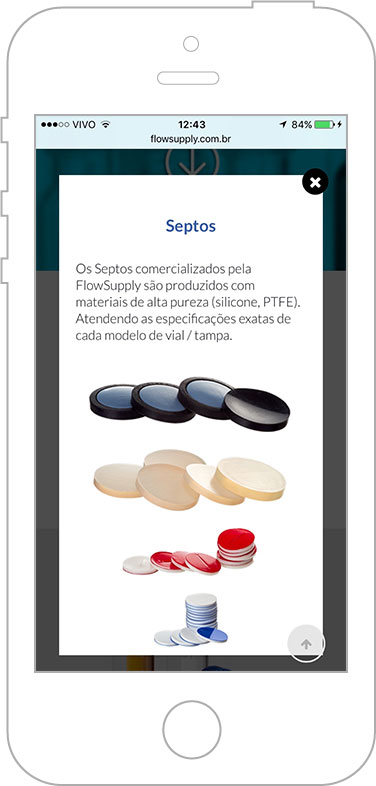 VIVO 12:43 84%
flowsupply.com.br
Septos
Os Septos comercializados pela
FlowSupply são produzidos com
materiais de alta pureza (silicone, PTFE).
Atendendo as especificações exatas de
cada modelo de vial / tampa.